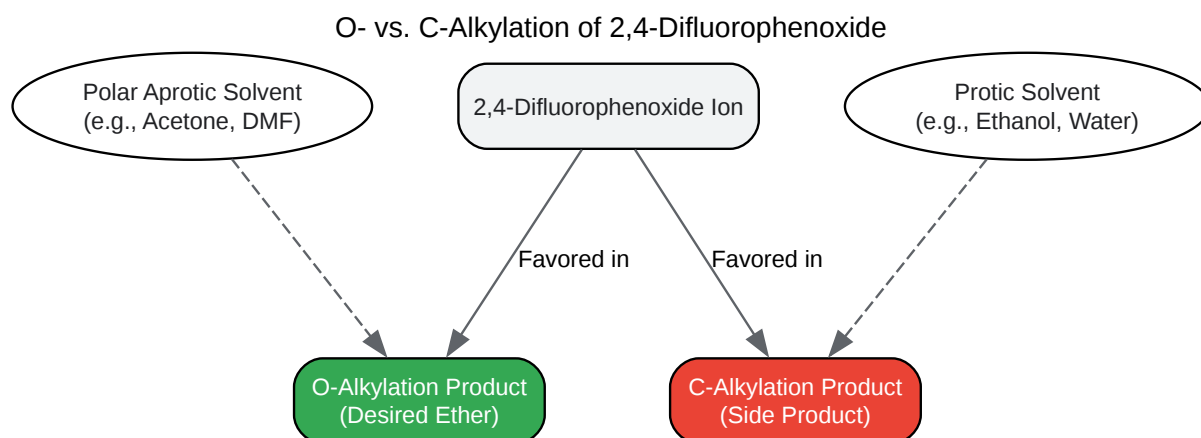 O- vs. C-Alkylation of 2,4-Difluorophenoxide
Polar Aprotic Solvent
(e.g., Acetone, DMF)
2,4-Difluorophenoxide Ion
Protic Solvent
(e.g., Ethanol, Water)
Favored in
Favored in
O-Alkylation Product
(Desired Ether)
C-Alkylation Product
(Side Product)